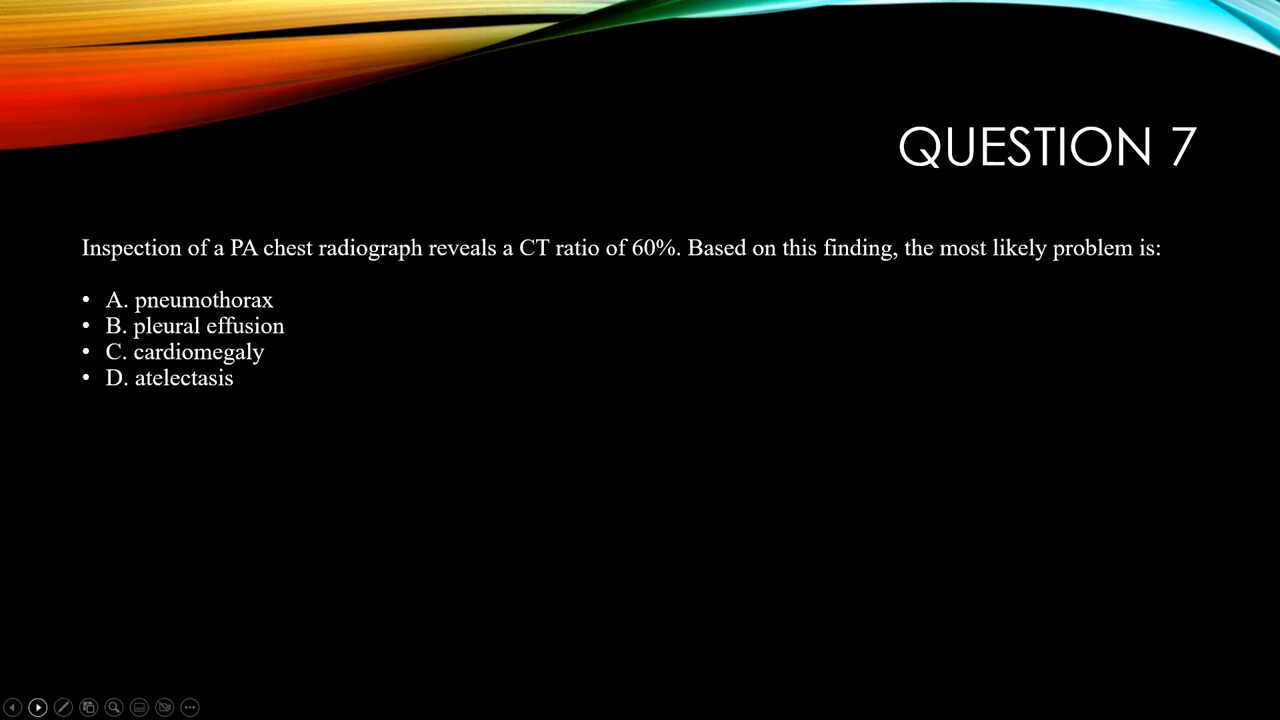 QUESTION 7
Inspection of a PA chest radiograph reveals a CT ratio of 60%. Based on this finding, the most likely problem is:
• A. pneumothorax
• B. pleural effusion
• C. cardiomegaly
• D. atelectasis